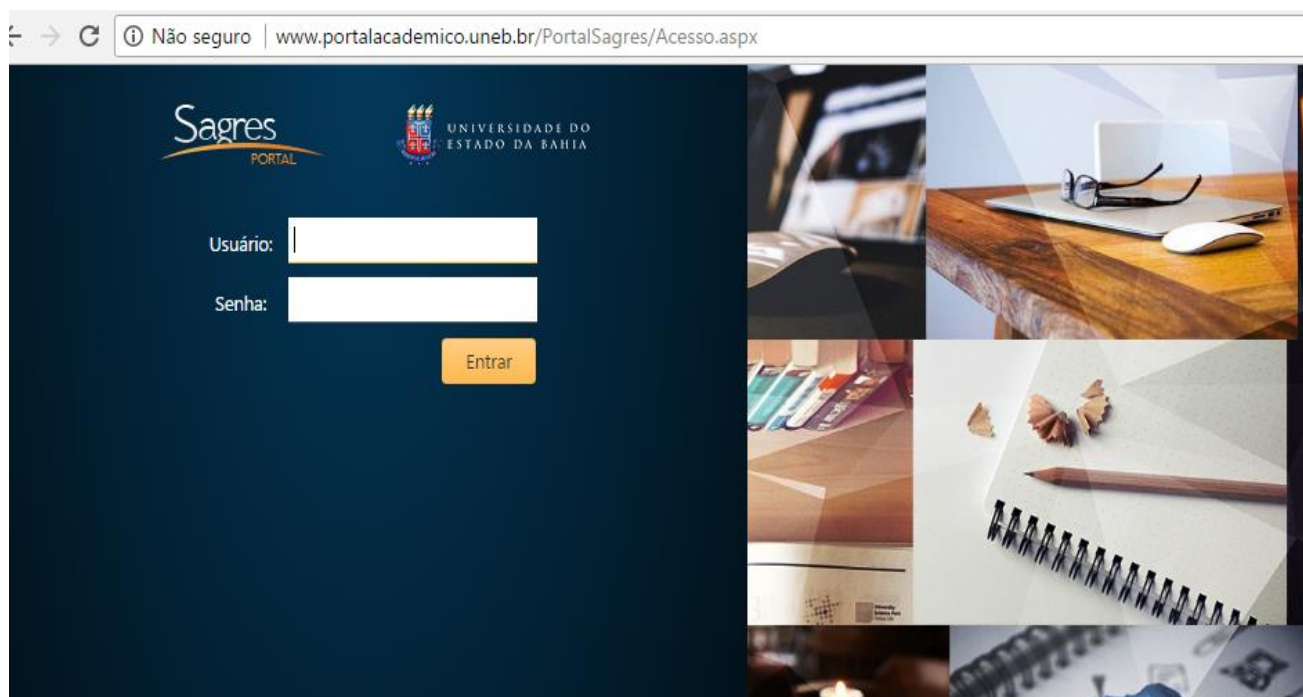 Não seguro | www.portalacademico.uneb.br/PortalSagres/Acesso.aspx
Sagres
PORTAL
UNIVERSIDADE DO
ESTADO DA BAHIA
Usuário:
Senha:
Entrar